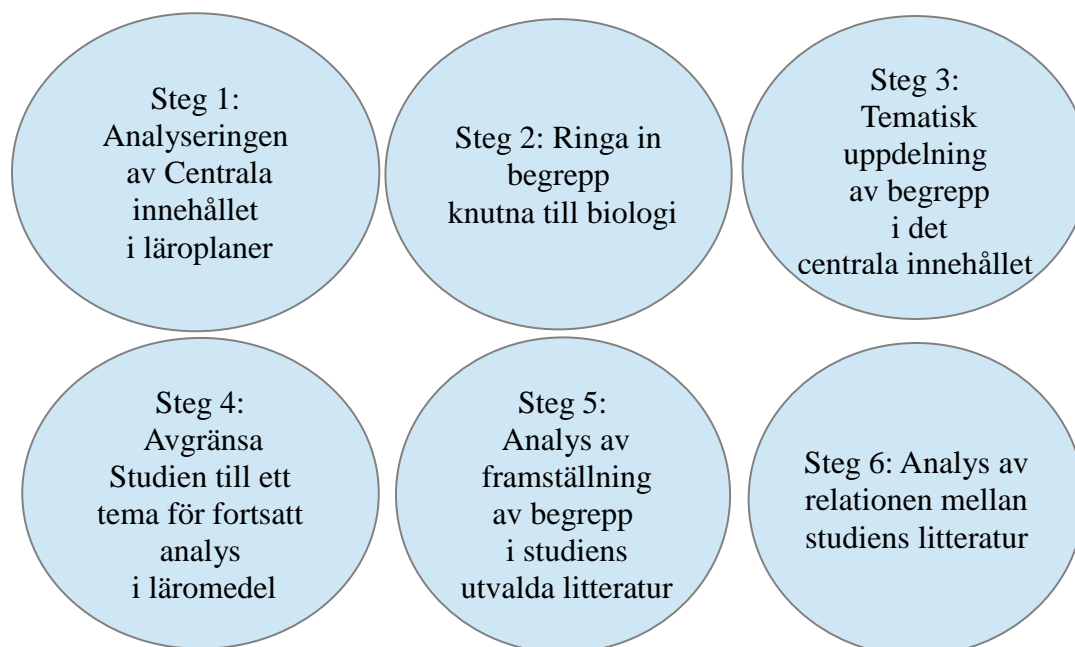 Steg 1:
Analyseringen
av Centrala
innehållet
i läroplaner
Steg 2: Ringa in
begrepp
knutna till biologi
Steg 3:
Tematisk
uppdelning
av begrepp
i det
centrala innehållet
Steg 4:
Avgränsa
Studien till ett
tema för fortsatt
analys
i läromedel
Steg 5:
Analys av
framställning
av begrepp
i studiens
utvalda litteratur
Steg 6: Analys av
relationen mellan
studiens litteratur